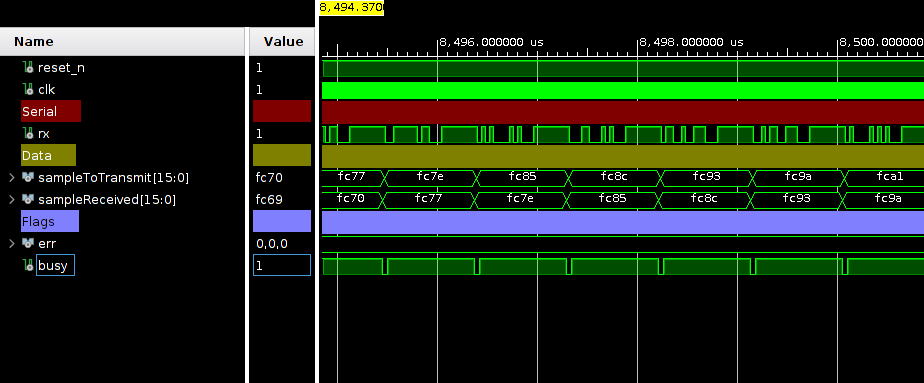 8,494.370
Name Value
8,496.000000 us 8,498.000000 us 8,500.000000
reset_n 1
clk 1
Serial
rx 1
Data
sampleToTransmit[15:0] fc70 fc77 fc7e fc85 fc8c fc93 fc9a fca1
sampleReceived[15:0] fc69 fc70 fc77 fc7e fc85 fc8c fc93 fc9a
Flags
err 0,0,0
busy 1